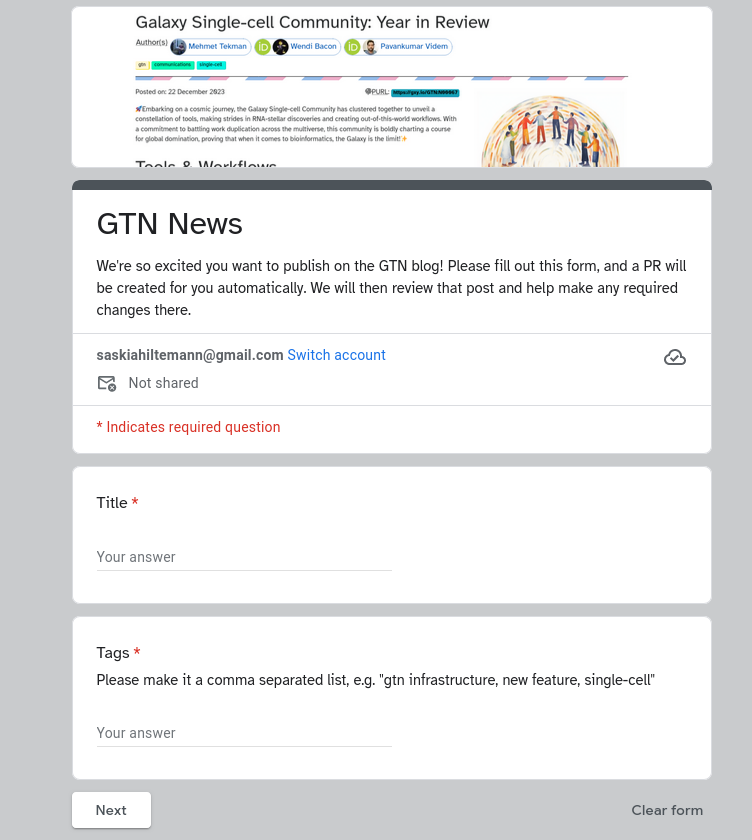 Galaxy Single-cell Community: Year in Review
Author(s) Mehmet Tekman iD Wendi Bacon iD Pavankumar Videm
gtn communications single-cell
Posted on: 22 December 2023 PURL: https://gxy.io/GTN:N00067
🚀Embarking on a cosmic journey, the Galaxy Single-cell Community has clustered together to unveil a
constellation of tools, making strides in RNA-stellar discoveries and creating out-of-this-world workflows. With
a commitment to battling work duplication across the multiverse, this community is boldly charting a course
for global domination, proving that when it comes to bioinformatics, the Galaxy is the limit!✨
Tools & Workflows
GTN News
We're so excited you want to publish on the GTN blog! Please fill out this form, and a PR will
be created for you automatically. We will then review that post and help make any required
changes there.
saskiahiltemann@gmail.com Switch account
Not shared
* Indicates required question
Title *
Your answer
Tags *
Please make it a comma separated list, e.g. "gtn infrastructure, new feature, single-cell"
Your answer
Next Clear form